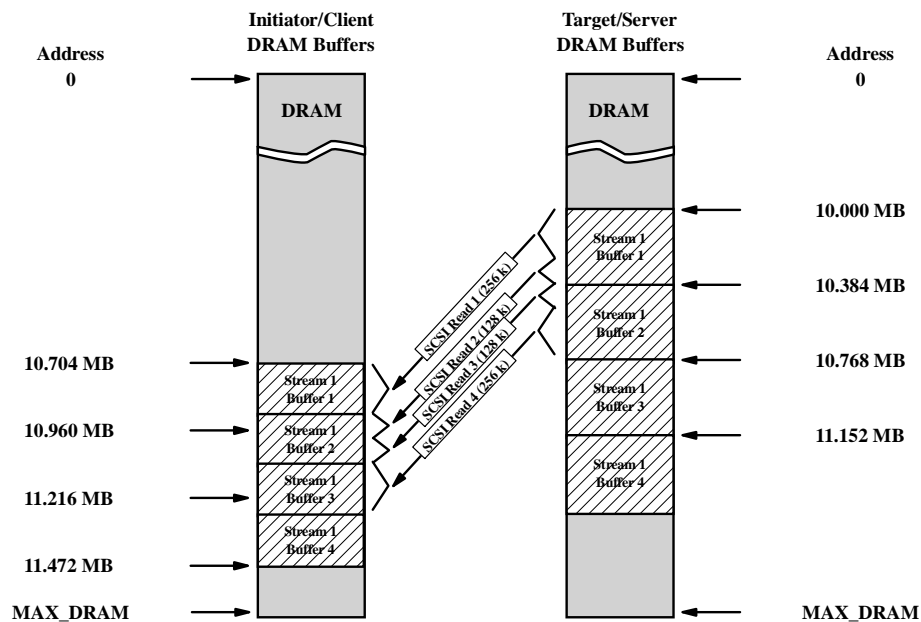 Initiator/Client
DRAM Buffers
Target/Server
DRAM Buffers
Address
0
Address
0
DRAM
DRAM
10.000 MB
10.384 MB
10.768 MB
11.152 MB
Stream 1
Buffer 1
Stream 1
Buffer 2
Stream 1
Buffer 3
Stream 1
Buffer 4
SCSI Read 1 (256 k)
SCSI Read 2 (128 k)
SCSI Read 3 (128 k)
SCSI Read 4 (256 k)
10.704 MB
10.960 MB
11.216 MB
11.472 MB
Stream 1
Buffer 1
Stream 1
Buffer 2
Stream 1
Buffer 3
Stream 1
Buffer 4
MAX_DRAM
MAX_DRAM